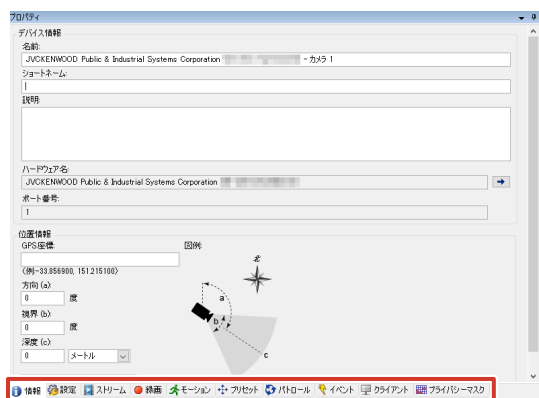 プロパティ
デバイス情報
名前:
JVCKENWOOD Public & Industrial Systems Corporation - カメラ 1
ショートネーム:
説明:
ハードウェア名:
JVCKENWOOD Public & Industrial Systems Corporation
ポート番号:
1
位置情報
GPS座標:
図例:
(例:-33.856900, 151.215100)
北
方向 (a):
0 度
a
視界 (b):
0 度
b
深度 (c):
0 メートル
c
情報 設定 ストリーム 録画 モーション プリセット パトロール イベント クライアント プライバシーマスク